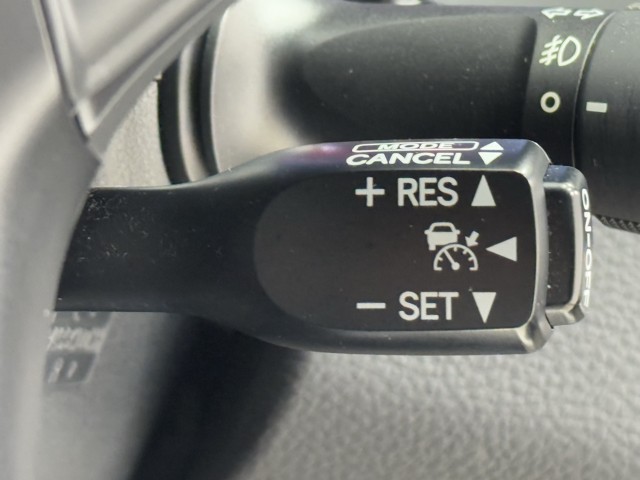 MODE
CANCEL
+ RES
- SET
ON-OFF